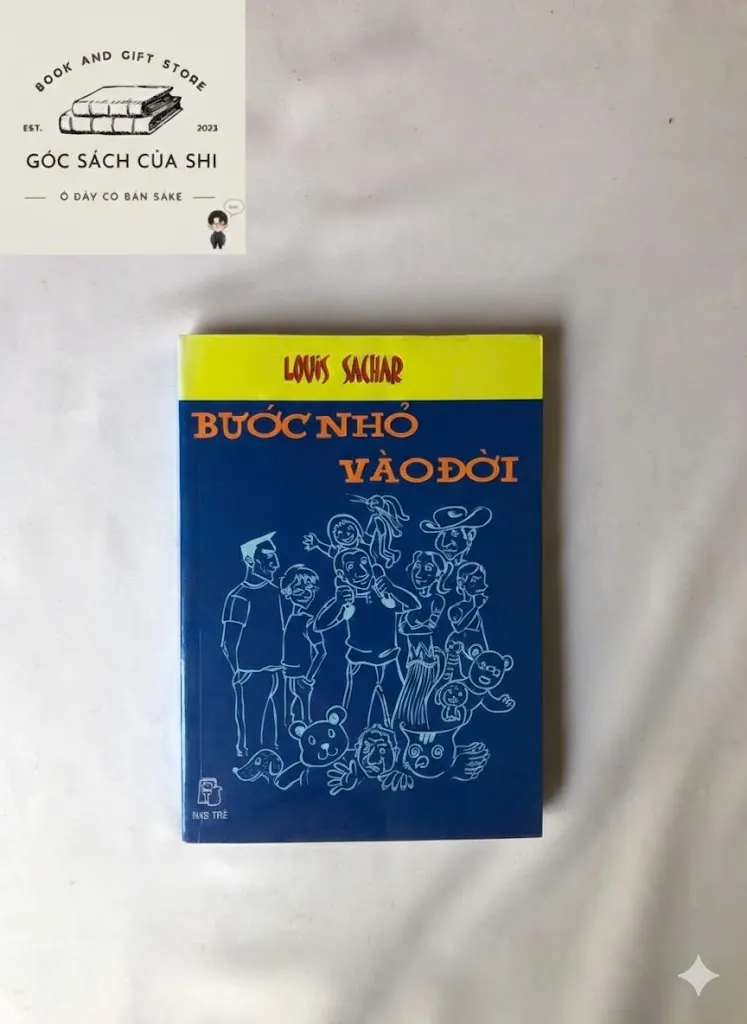 BOOK AND GIFT STORE
EST. 2023
GÓC SÁCH CỦA SHI
Ở ĐÂY CÓ BÁN SAKE
LOUIS SACHAR
BƯỚC NHỎ
VÀO ĐỜI
NXB TRẺ